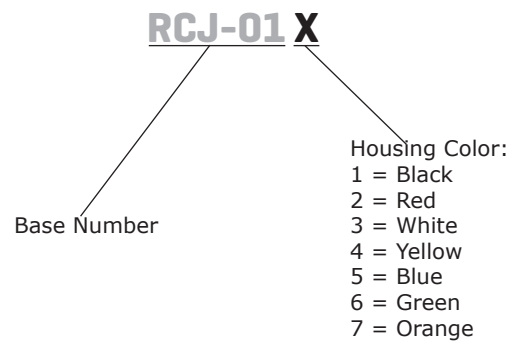 RCJ-01 X
Housing Color:
1 = Black
2 = Red
3 = White
4 = Yellow
5 = Blue
6 = Green
7 = Orange
Base Number